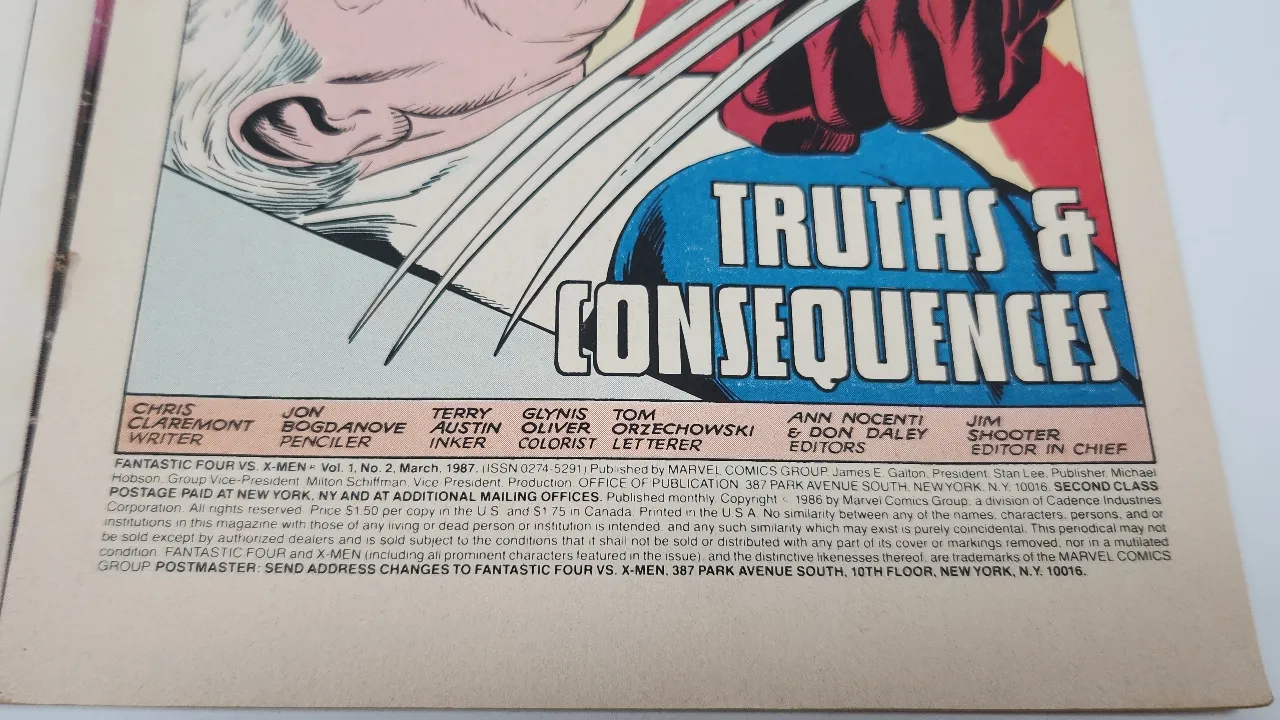 TRUTHS &
CONSEQUENCES
CHRIS
CLAREMONT
WRITER
JON
BOGDANOVE
PENCILER
TERRY
AUSTIN
INKER
GLYNIS
OLIVER
COLORIST
TOM
ORZECHOWSKI
LETTERER
ANN NOCENTI
& DON DALEY
EDITORS
JIM
SHOOTER
EDITOR IN CHIEF
FANTASTIC FOUR VS. X-MEN® Vol. 1, No. 2, March, 1987. (ISSN 0274-5291) Published by MARVEL COMICS GROUP. James E. Galton, President. Stan Lee, Publisher. Michael
Hobson, Group Vice-President. Milton Schiffman, Vice-President, Production. OFFICE OF PUBLICATION: 387 PARK AVENUE SOUTH, NEW YORK, N.Y. 10016. SECOND CLASS
POSTAGE PAID AT NEW YORK, NY AND AT ADDITIONAL MAILING OFFICES. Published monthly. Copyright © 1986 by Marvel Comics Group, a division of Cadence Industries
Corporation. All rights reserved. Price $1.50 per copy in the U.S. and $1.75 in Canada. Printed in the U.S.A. No similarity between any of the names, characters, persons, and or
institutions in this magazine with those of any living or dead person or institution is intended, and any such similarity which may exist is purely coincidental. This periodical may not
be sold except by authorized dealers and is sold subject to the conditions that it shall not be sold or distributed with any part of its cover or markings removed, nor in a mutilated
condition. FANTASTIC FOUR and X-MEN (including all prominent characters featured in the issue), and the distinctive likenesses thereof, are trademarks of the MARVEL COMICS
GROUP. POSTMASTER: SEND ADDRESS CHANGES TO FANTASTIC FOUR VS. X-MEN, 387 PARK AVENUE SOUTH, 10TH FLOOR, NEW YORK, N.Y. 10016.